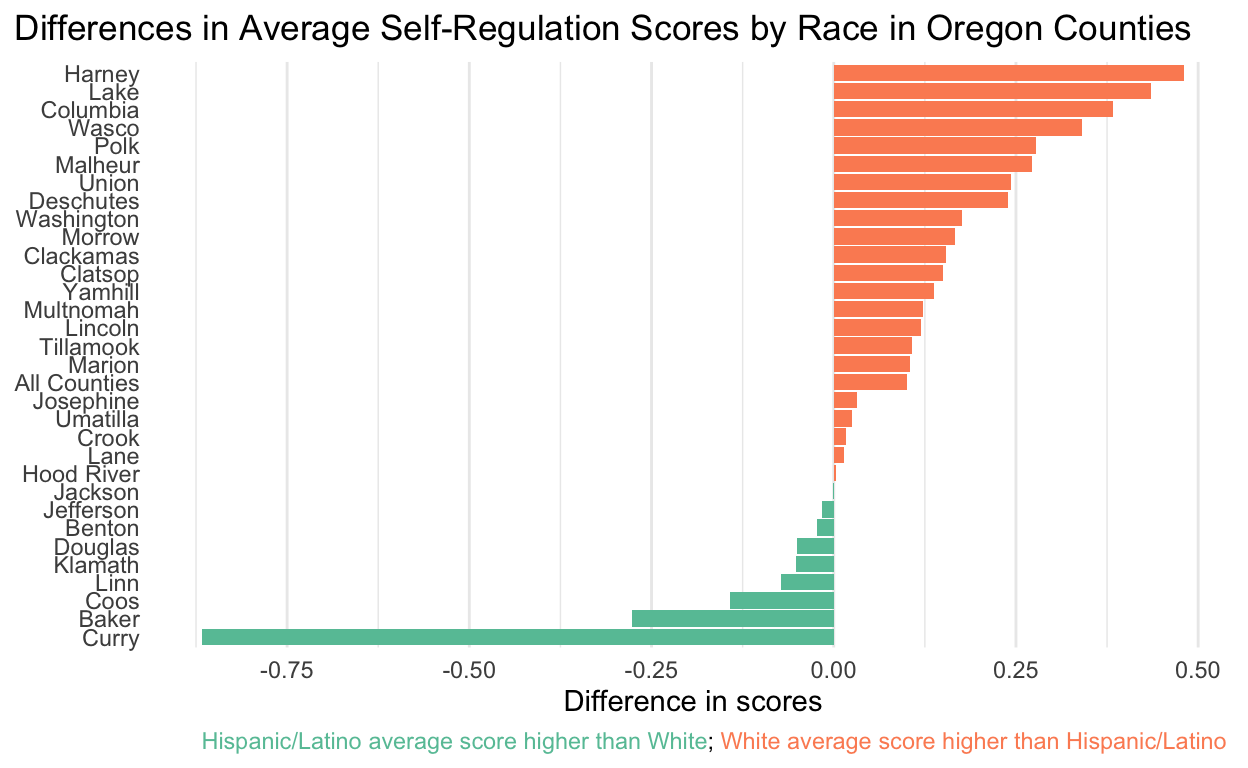 Differences in Average Self-Regulation Scores by Race in Oregon Counties
Harney
Lake
Columbia
Wasco
Polk
Malheur
Union
Deschutes
Washington
Morrow
Clackamas
Clatsop
Yamhill
Multnomah
Lincoln
Tillamook
Marion
All Counties
Josephine
Umatilla
Crook
Lane
Hood River
Jackson
Jefferson
Benton
Douglas
Klamath
Linn
Coos
Baker
Curry
-0.75 -0.50 -0.25 0.00 0.25 0.50
Difference in scores
Hispanic/Latino average score higher than White; White average score higher than Hispanic/Latino